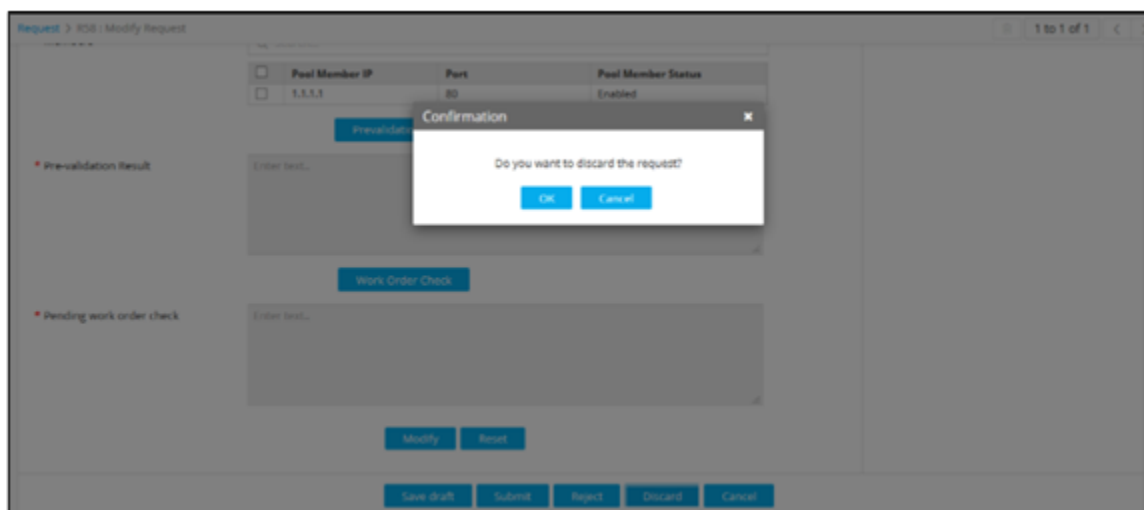 Request > R58 : Modify Request
1 to 1 of 1
Pool Member IP Port Pool Member Status
1.1.1.1 80 Enabled
Confirmation
Do you want to discard the request?
OK Cancel
* Pre-validation Result
Enter text...
Work Order Check
* Pending work order check
Enter text...
Modify Reset
Save draft Submit Reject Discard Cancel